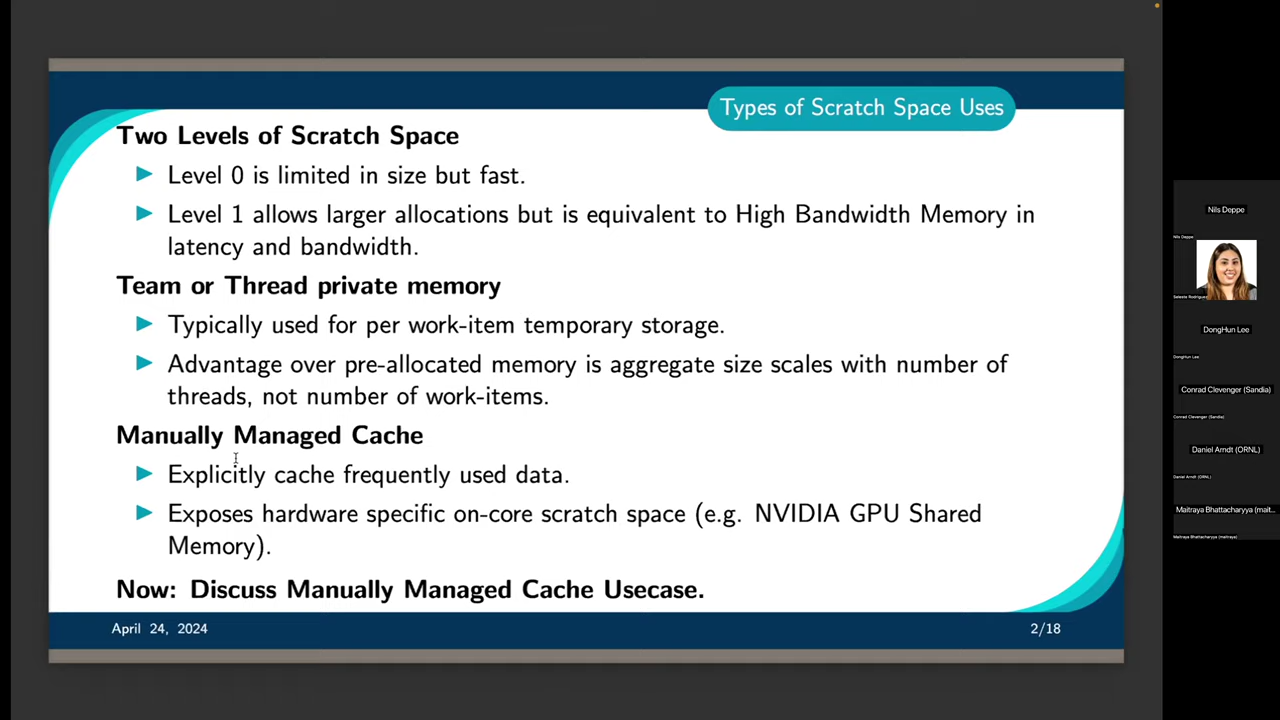 Types of Scratch Space Uses
Two Levels of Scratch Space
Level 0 is limited in size but fast.
Level 1 allows larger allocations but is equivalent to High Bandwidth Memory in
latency and bandwidth.
Team or Thread private memory
Typically used for per work-item temporary storage.
Advantage over pre-allocated memory is aggregate size scales with number of
threads, not number of work-items.
Manually Managed Cache
Explicitly cache frequently used data.
Exposes hardware specific on-core scratch space (e.g. NVIDIA GPU Shared
Memory).
Now: Discuss Manually Managed Cache Usecase.
April 24, 2024
2/18
Nils Deppe
Nils Deppe
DongHun Lee
DongHun Lee
Conrad Clevenger (Sandia)
Conrad Clevenger (Sandia)
Daniel Arndt (ORNL)
Daniel Arndt (ORNL)
Maitraya Bhattacharyya (mait...
Maitraya Bhattacharyya (maitraya)